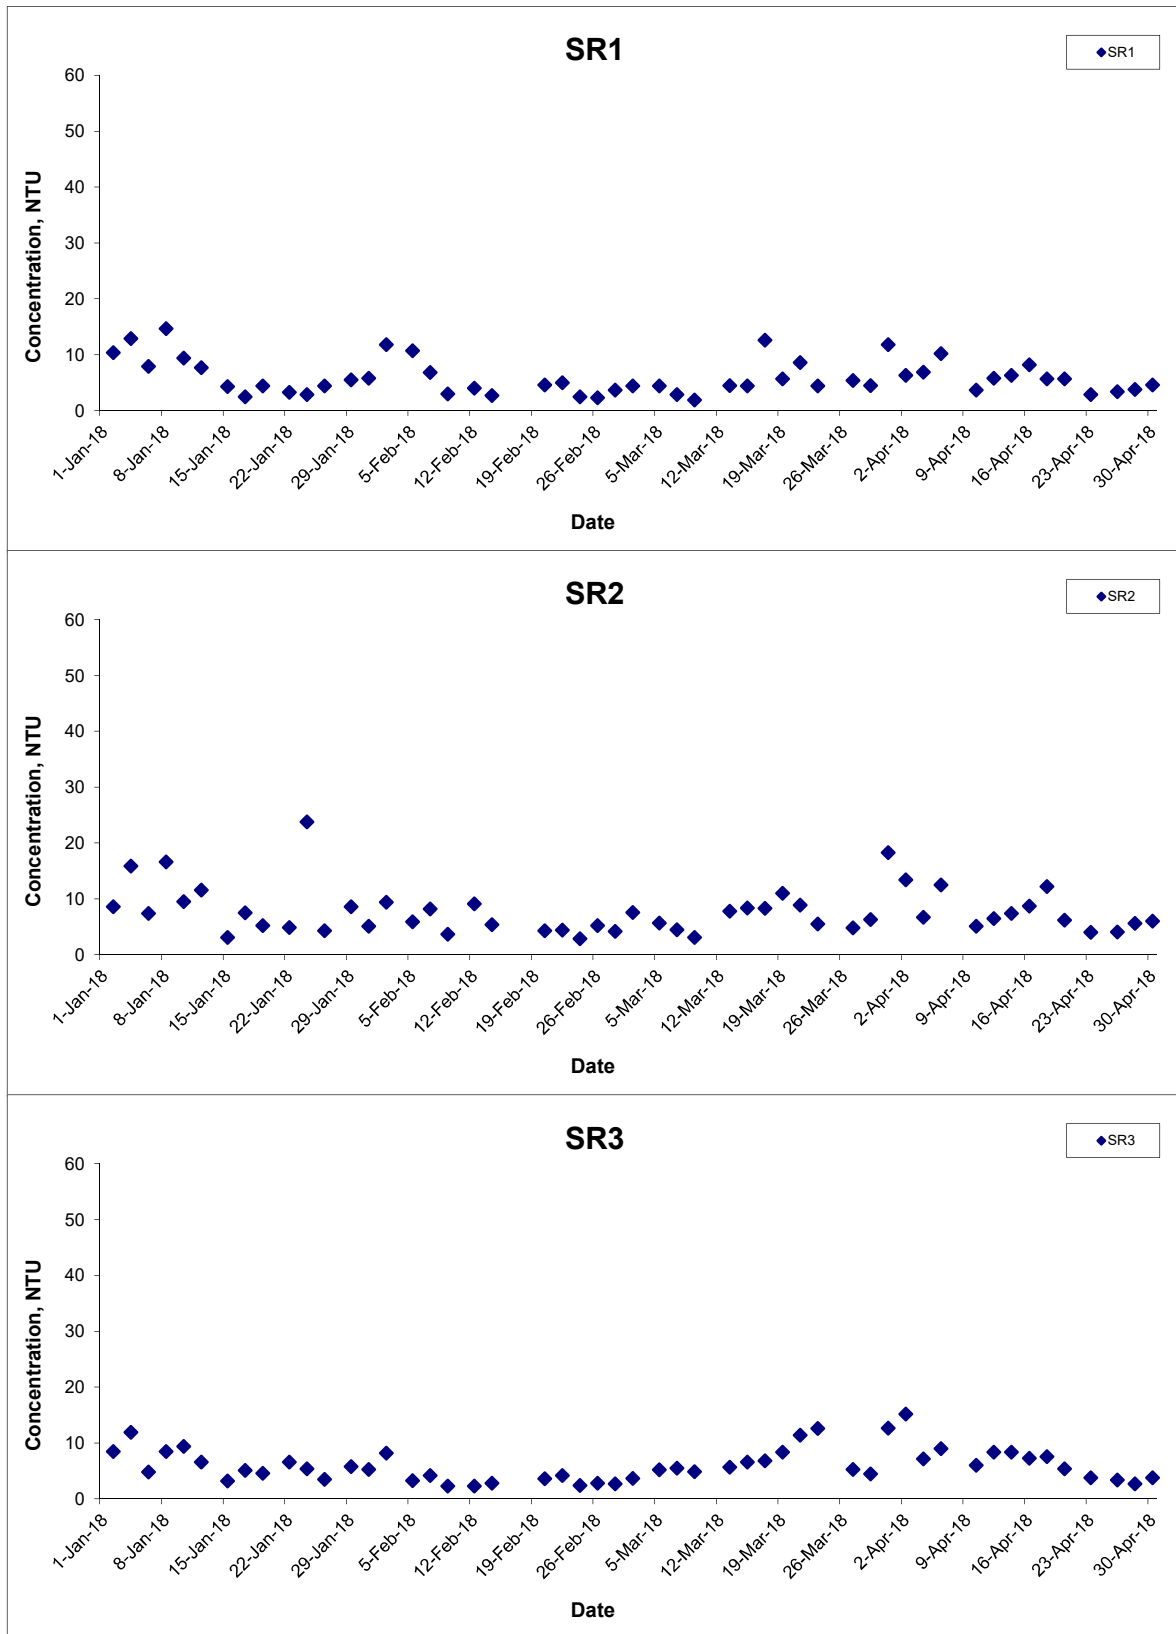 SR1
SR1
60
50
40
30
20
10
0
Concentration, NTU
1-Jan-18
8-Jan-18
15-Jan-18
22-Jan-18
29-Jan-18
5-Feb-18
12-Feb-18
19-Feb-18
26-Feb-18
5-Mar-18
12-Mar-18
19-Mar-18
26-Mar-18
2-Apr-18
9-Apr-18
16-Apr-18
23-Apr-18
30-Apr-18
Date
SR2
SR2
60
50
40
30
20
10
0
Concentration, NTU
1-Jan-18
8-Jan-18
15-Jan-18
22-Jan-18
29-Jan-18
5-Feb-18
12-Feb-18
19-Feb-18
26-Feb-18
5-Mar-18
12-Mar-18
19-Mar-18
26-Mar-18
2-Apr-18
9-Apr-18
16-Apr-18
23-Apr-18
30-Apr-18
Date
SR3
SR3
60
50
40
30
20
10
0
Concentration, NTU
1-Jan-18
8-Jan-18
15-Jan-18
22-Jan-18
29-Jan-18
5-Feb-18
12-Feb-18
19-Feb-18
26-Feb-18
5-Mar-18
12-Mar-18
19-Mar-18
26-Mar-18
2-Apr-18
9-Apr-18
16-Apr-18
23-Apr-18
30-Apr-18
Date